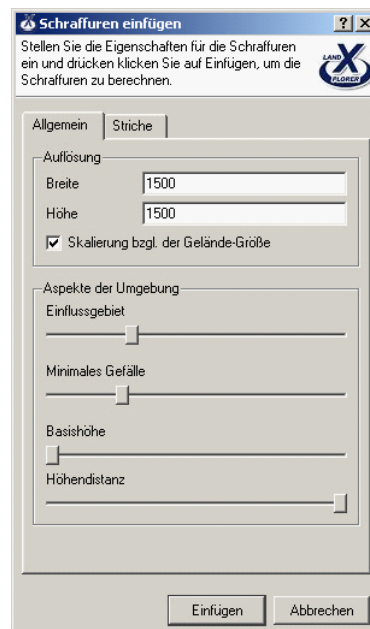 Schraffuren einfügen
Stellen Sie die Eigenschaften für die Schraffuren
ein und drücken klicken Sie auf Einfügen, um die
Schraffuren zu berechnen.
LAND X PLORER
Allgemein Striche
Auflösung
Breite 1500
Höhe 1500
Skalierung bzgl. der Gelände-Größe
Aspekte der Umgebung
Einflussgebiet
Minimales Gefälle
Basishöhe
Höhendistanz
Einfügen Abbrechen